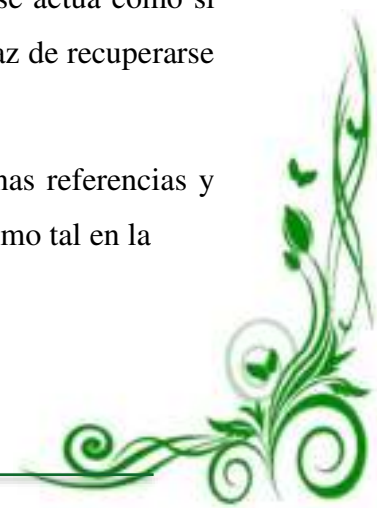 se actúa como si
az de recuperarse
nas referencias y
mo tal en la